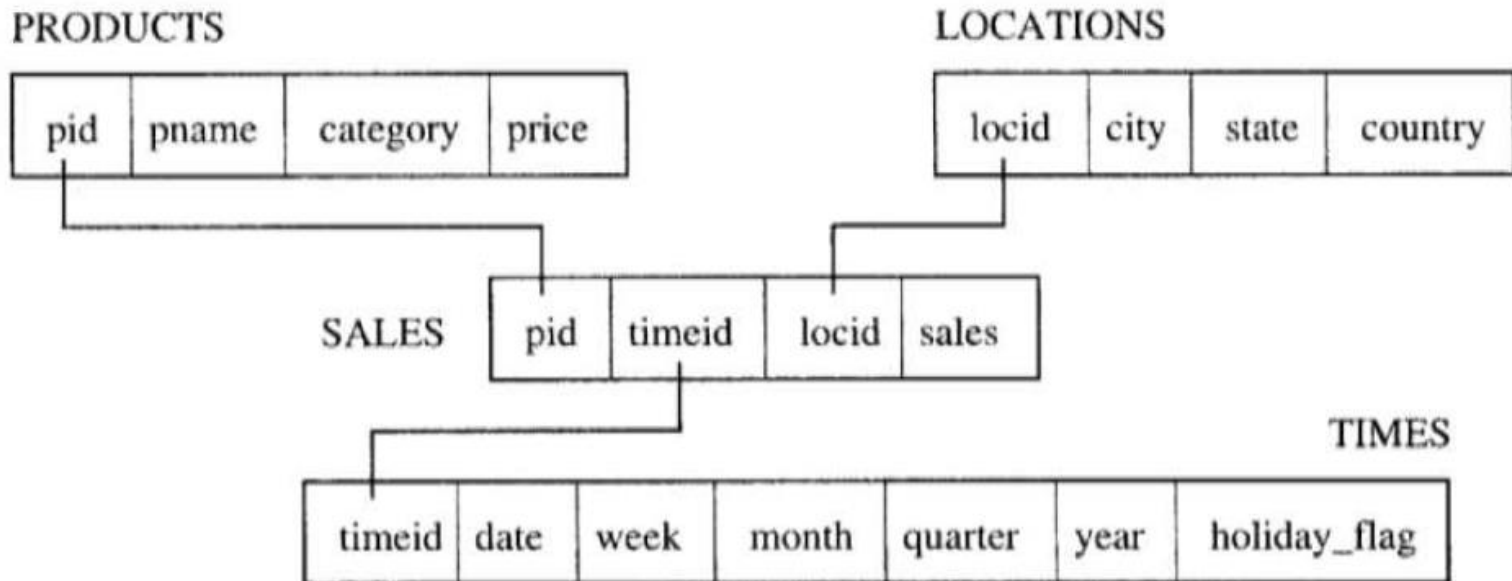 PRODUCTS LOCATIONS
pid pname category price locid city state country
SALES pid timeid locid sales
TIMES
timeid date week month quarter year holiday_flag